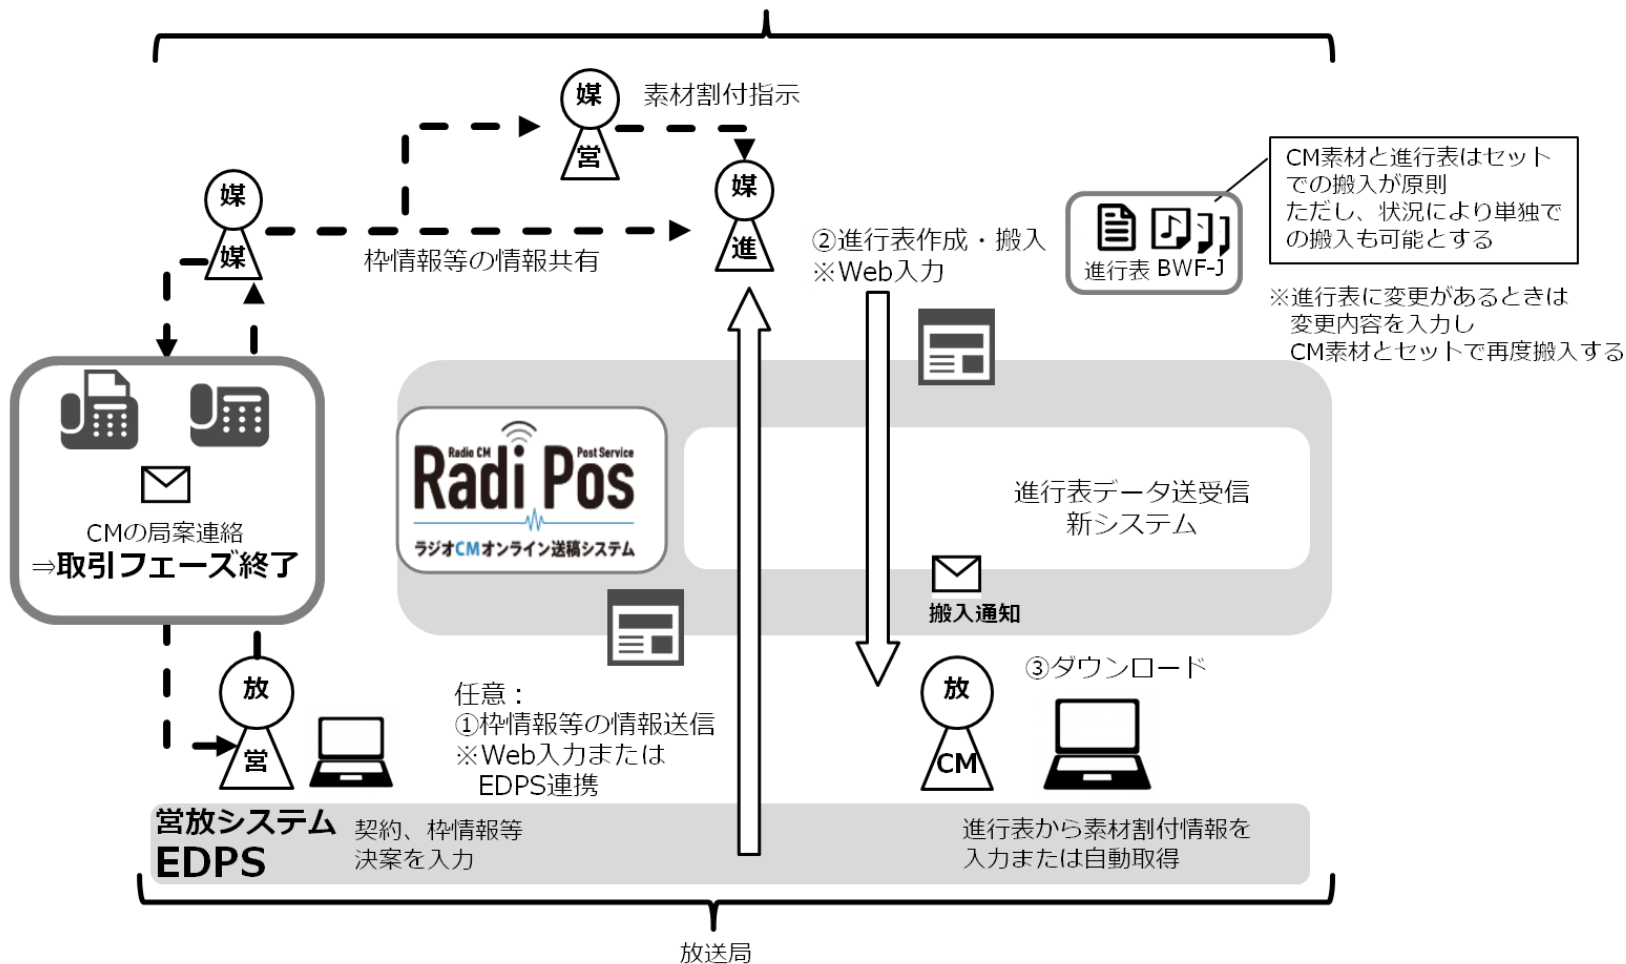 媒
営
素材割付指示
媒
媒
媒
進
枠情報等の情報共有
②進行表作成・搬入
※Web入力
進行表 BWF-J
CM素材と進行表はセット
での搬入が原則
ただし、状況により単独で
の搬入も可能とする
※進行表に変更があるときは
変更内容を入力し
CM素材とセットで再度搬入する
CMの局案連絡
⇒取引フェーズ終了
Radio CM Post Service
Radi Pos
ラジオCMオンライン送稿システム
進行表データ送受信
新システム
搬入通知
放
営
任意：
①枠情報等の情報送信
※Web入力または
EDPS連携
放
CM
③ダウンロード
営放システム
EDPS
契約、枠情報等
決案を入力
進行表から素材割付情報を
入力または自動取得
放送局